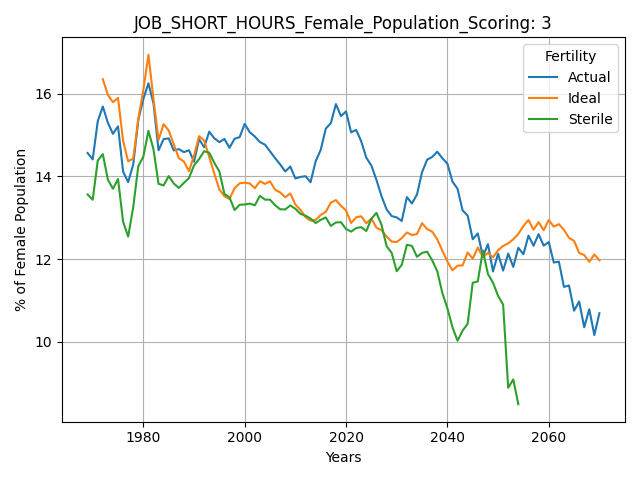 JOB_SHORT_HOURS_Female_Population_Scoring: 3
Fertility
Actual
Ideal
Sterile
% of Female Population
16
14
12
10
1980 2000 2020 2040 2060
Years